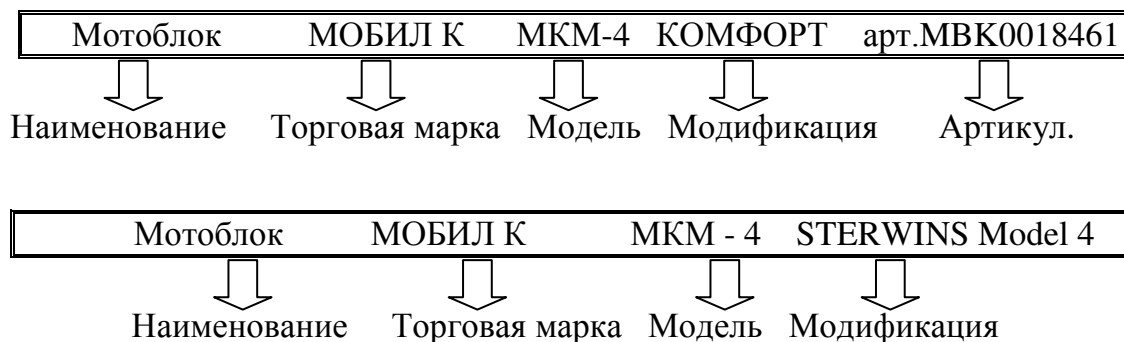 Мотоблок МОБИЛ К МКМ-4 КОМФОРТ арт.МВК0018461
Наименование Торговая марка Модель Модификация Артикул.
Мотоблок МОБИЛ К МКМ - 4 STERWINS Model 4
Наименование Торговая марка Модель Модификация